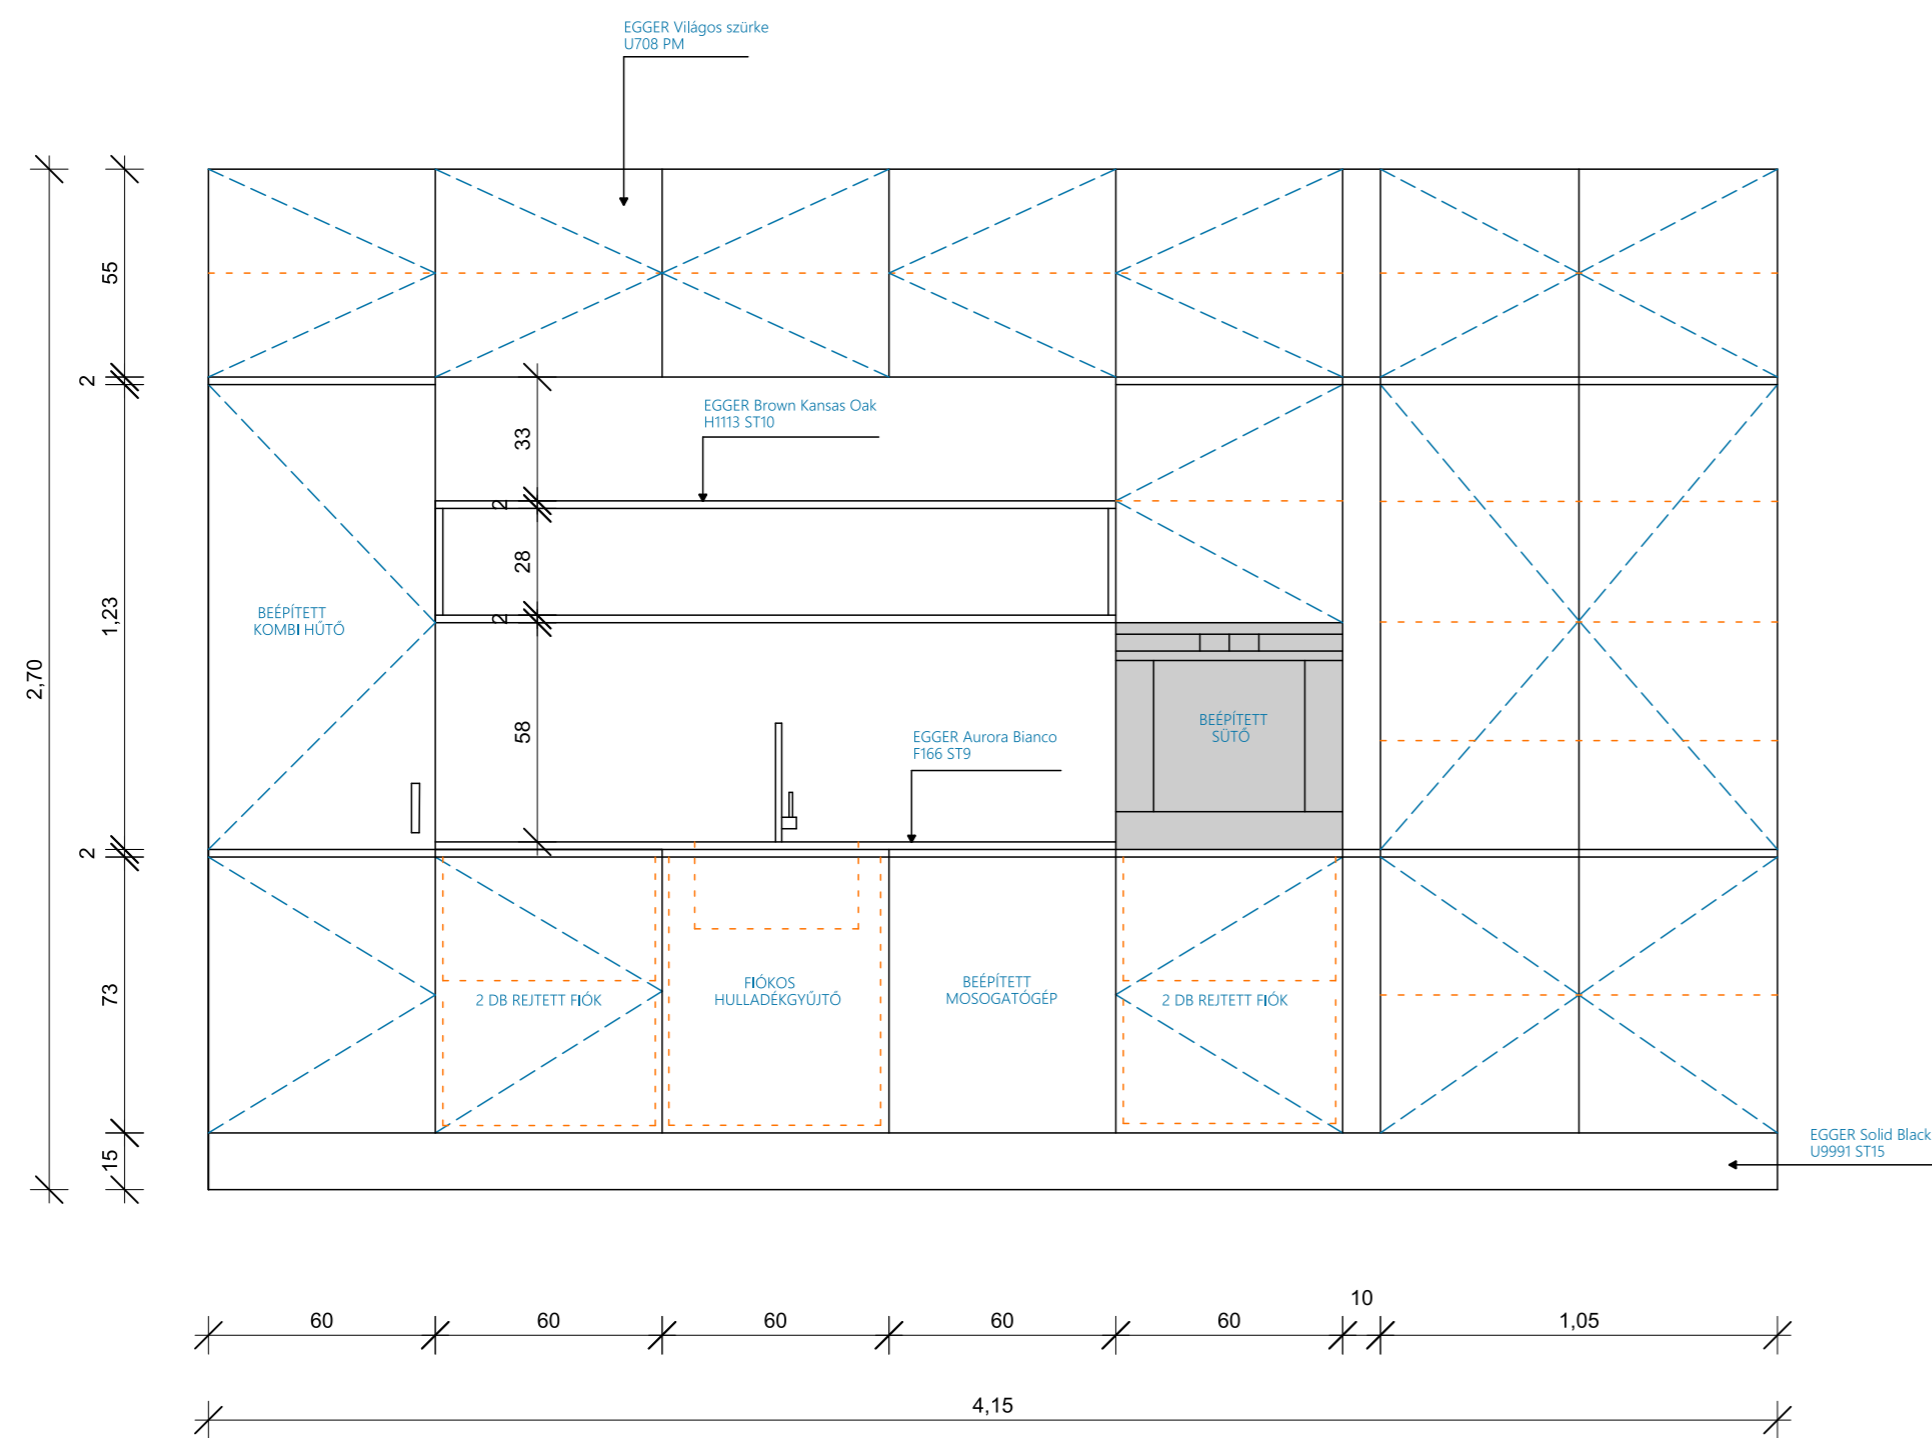 EGGER Világos szürke
U708 PM
55
2
33
EGGER Brown Kansas Oak
H1113 ST10
2
28
2
1,23
BEÉPÍTETT
KOMBI HŰTŐ
2,70
58
BEÉPÍTETT
SÜTŐ
EGGER Aurora Bianco
F166 ST9
2
73
2 DB REJTETT FIÓK
FIÓKOS
HULLADÉKGYŰJTŐ
BEÉPÍTETT
MOSOGATÓGÉP
2 DB REJTETT FIÓK
15
EGGER Solid Black
U9991 ST15
60
60
60
60
60
10
1,05
4,15